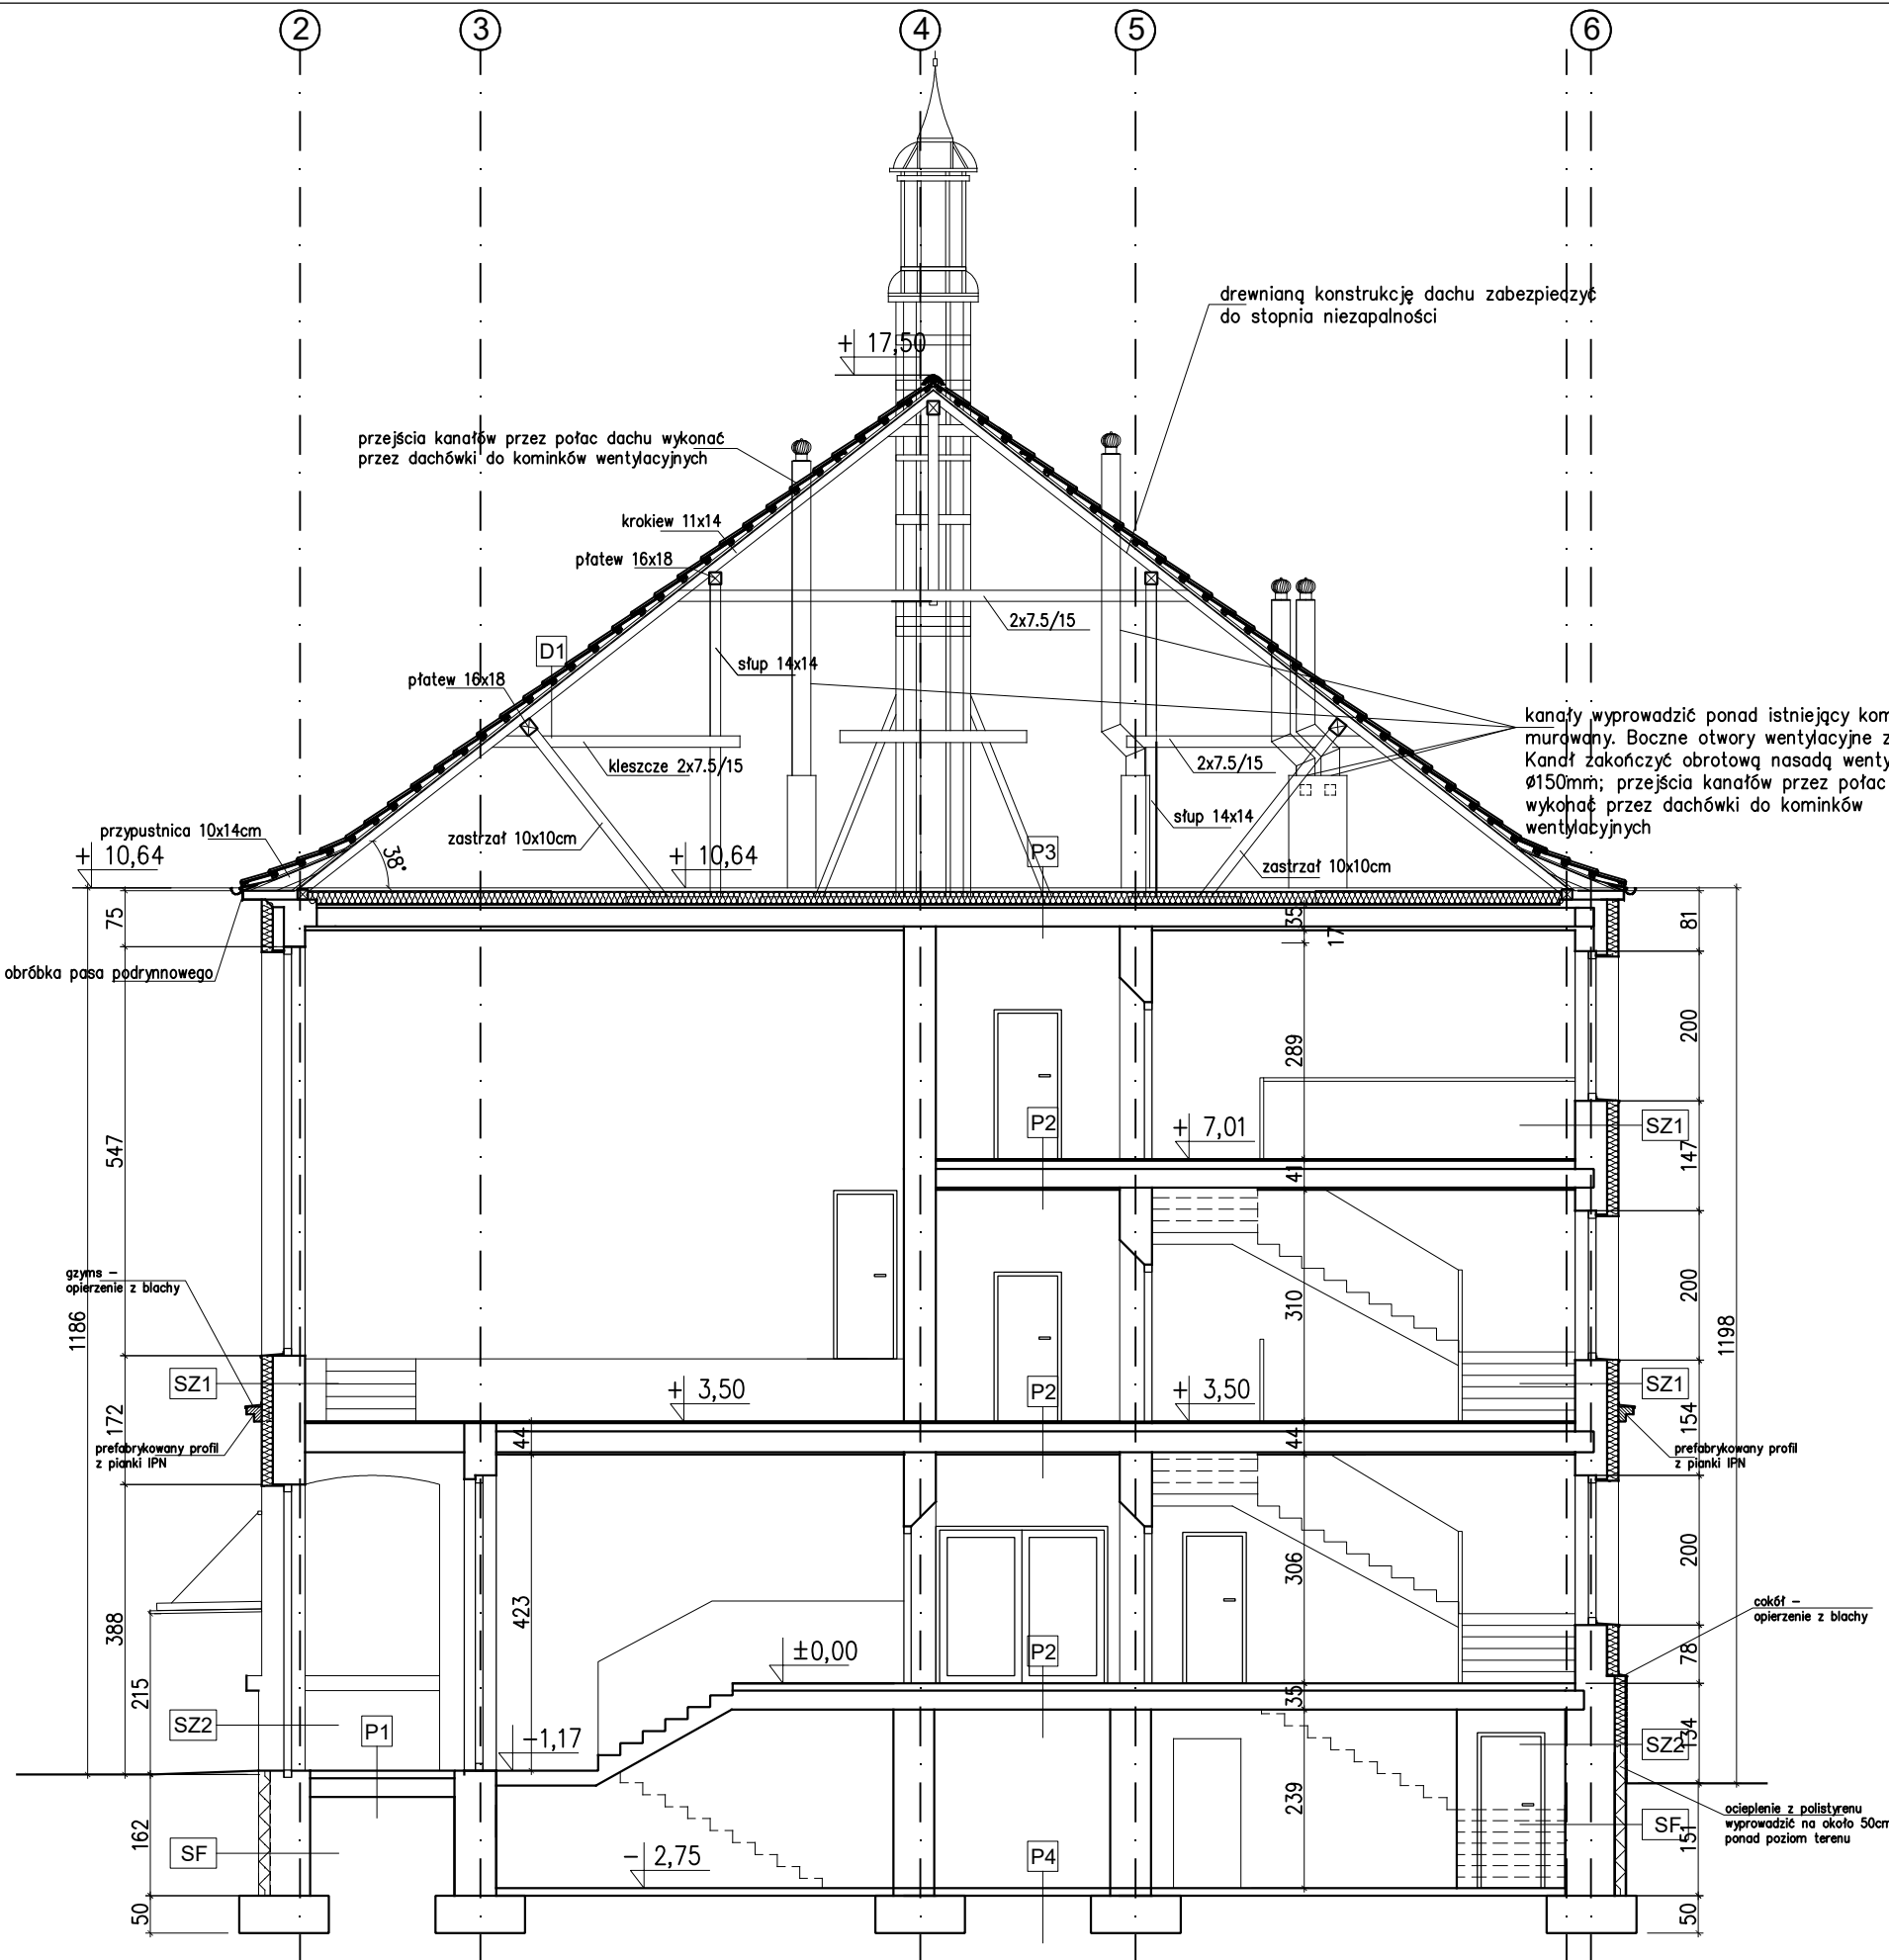 2 3 4 5 6
drewnianą konstrukcję dachu zabezpieczyć
do stopnia niezapalności
+ 17,50
przejścia kanałów przez połac dachu wykonać
przez dachówki do kominków wentylacyjnych
krokiew 11x14
płatew 16x18
2x7.5/15
D1
słup 14x14
płatew 16x18
kanały wyprowadzić ponad istniejący kom
murowany. Boczne otwory wentylacyjne z
Kanał zakończyć obrotową nasadą wenty
ø150mm; przejścia kanałów przez połac
wykonać przez dachówki do kominków
wentylacyjnych
kleszcze 2x7.5/15
2x7.5/15
słup 14x14
przypustnica 10x14cm
zastrzał 10x10cm
38°
+ 10,64
+ 10,64
P3
zastrzał 10x10cm
75
35
17
81
obróbka pasa podrynnowego
200
289
547
P2
+ 7,01
SZ1
147
41
gzyms –
opierzenie z blachy
1186
310
200
1198
SZ1
+ 3,50
P2
+ 3,50
SZ1
172
154
prefabrykowany profil
z pianki IPN
44
44
prefabrykowany profil
z pianki IPN
388
423
306
200
cokół –
opierzenie z blachy
±0,00
P2
78
215
35
SZ2
P1
–1,17
134
SZ2
239
162
SF
ocieplenie z polistyrenu
wyprowadzić na około 50cm
ponad poziom terenu
SF
151
– 2,75
P4
50
50